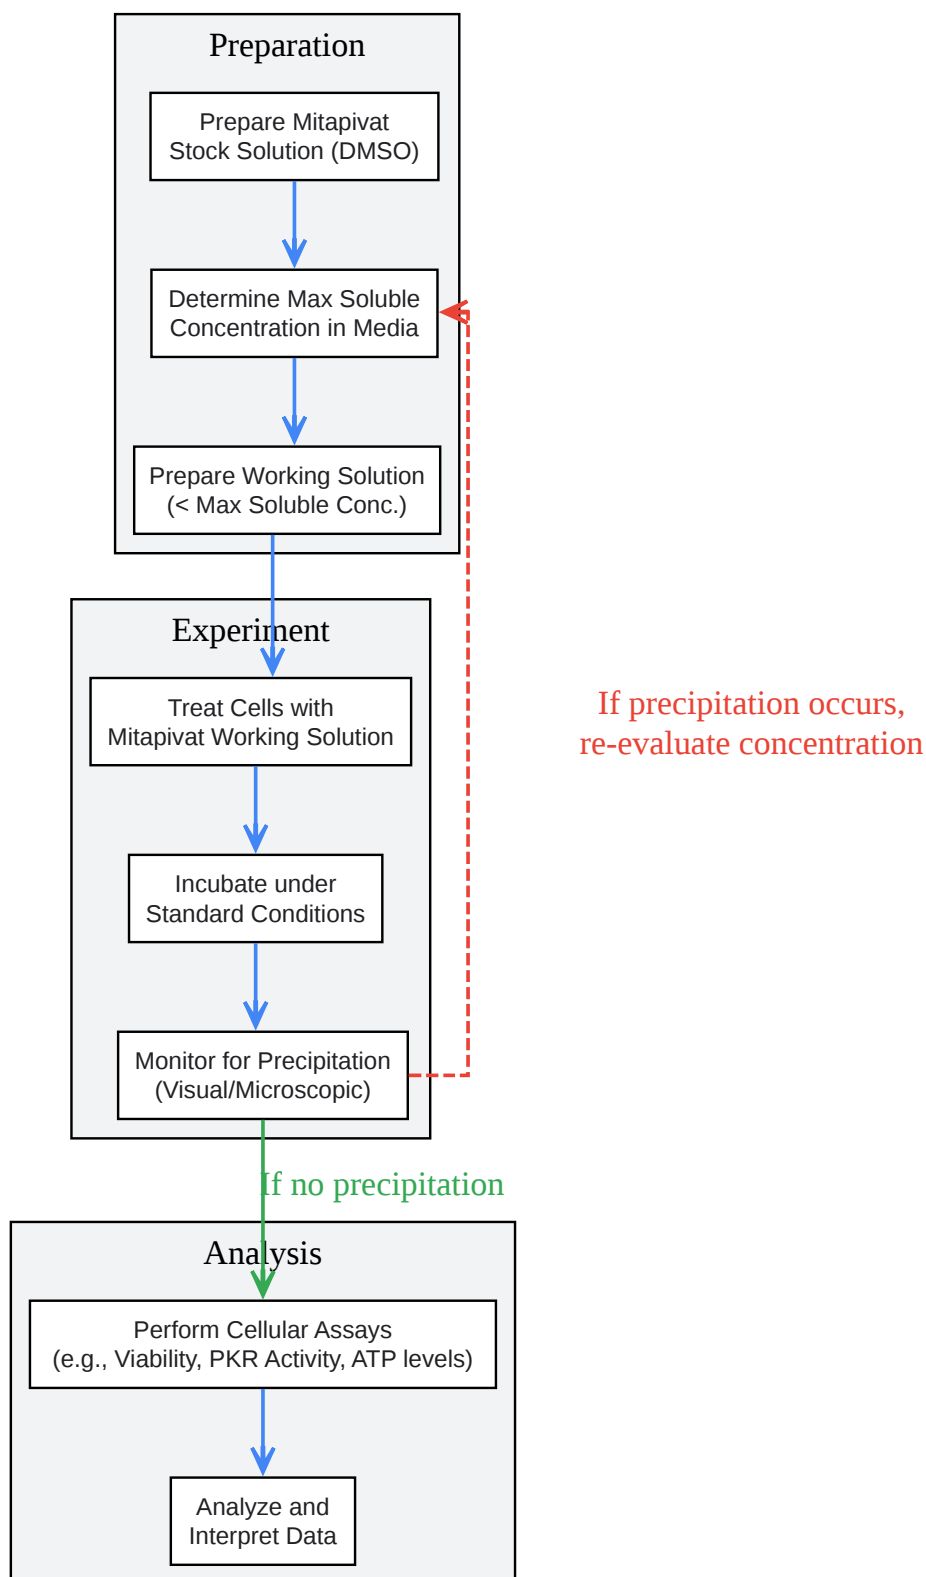 Preparation
Prepare Mitapivat
Stock Solution (DMSO)
Determine Max Soluble
Concentration in Media
Prepare Working Solution
(< Max Soluble Conc.)
Experiment
Treat Cells with
Mitapivat Working Solution
If precipitation occurs,
re-evaluate concentration
Incubate under
Standard Conditions
Monitor for Precipitation
(Visual/Microscopic)
If no precipitation
Analysis
Perform Cellular Assays
(e.g., Viability, PKR Activity, ATP levels)
Analyze and
Interpret Data